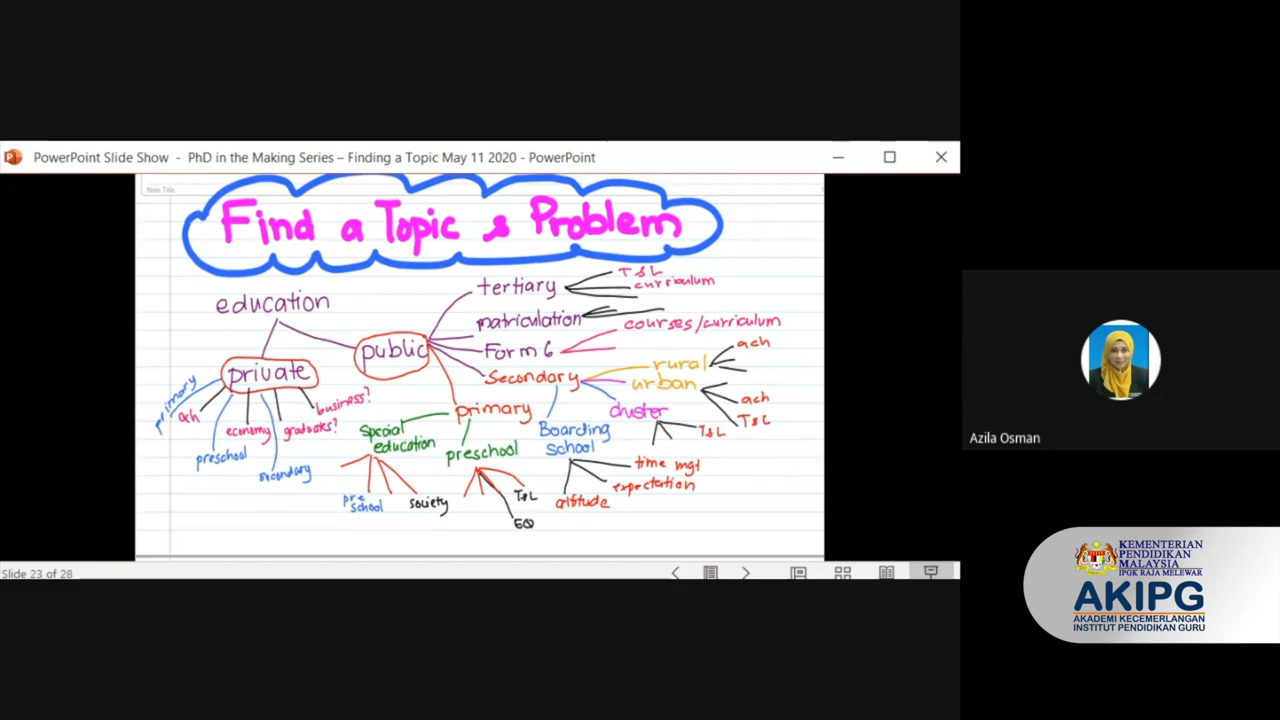 PowerPoint Slide Show - PhD in the Making Series – Finding a Topic May 11 2020 - PowerPoint
Note Title
Find a Topic & Problem
education
private
primary
ach
preschool
economy
secondary
graduates?
business?
public
tertiary
T&L
curriculum
matriculation
Form 6
courses/curriculum
Secondary
rural
ach
urban
ach
T&L
cluster
T&L
Boarding
school
time mgt
expectation
attitude
primary
special
education
pre
school
society
preschool
T&L
EQ
Slide 23 of 28
Azila Osman
KEMENTERIAN
PENDIDIKAN
MALAYSIA
IPGK RAJA MELEWAR
AKIPG
AKADEMI KECEMERLANGAN
INSTITUT PENDIDIKAN GURU